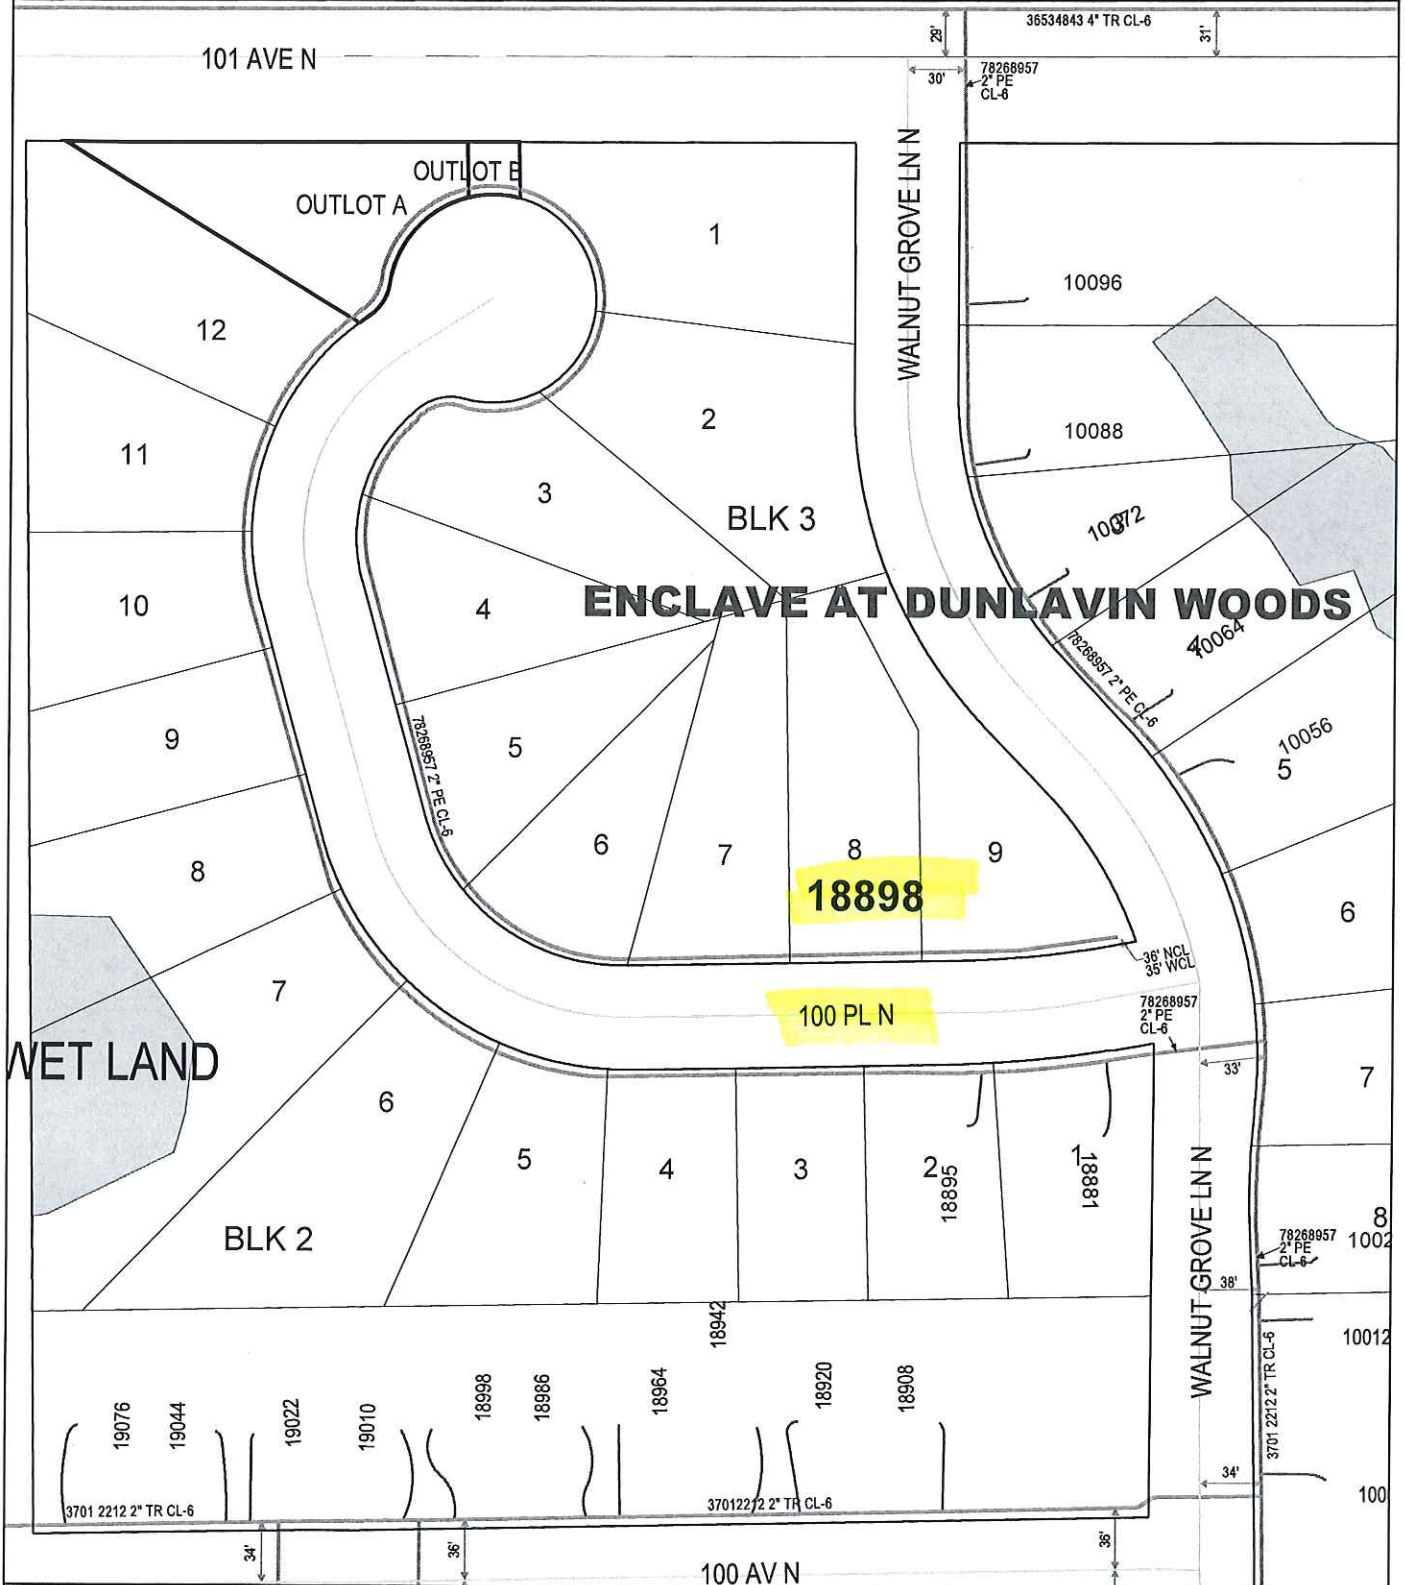 36534843 4" TR CL-6
29'
31'
101 AVE N
30'
78268957
2" PE
CL-6
WALNUT GROVE LN N
OUTLOT B
OUTLOT A
1
10096
12
2
10088
11
3
BLK 3
10072
3
10
4
ENCLAVE AT DUNLAVIN WOODS
10064
4
78268957 2" PE CL-6
9
5
78268957 2" PE CL-6
10056
5
8
6
7
8
9
18898
6
36' NCL
35' WCL
7
100 PL N
78268957
2" PE
CL-6
WET LAND
33'
7
6
5
4
3
2
18895
1
18881
WALNUT GROVE LN N
BLK 2
8
1002
78268957
2" PE
CL-6
38'
18942
10012
3701 2212 2" TR CL-6
19076
19044
19022
19010
18998
18986
18964
18920
18908
34'
100
3701 2212 2" TR CL-6
37012212 2" TR CL-6
34'
36'
36'
100 AV N